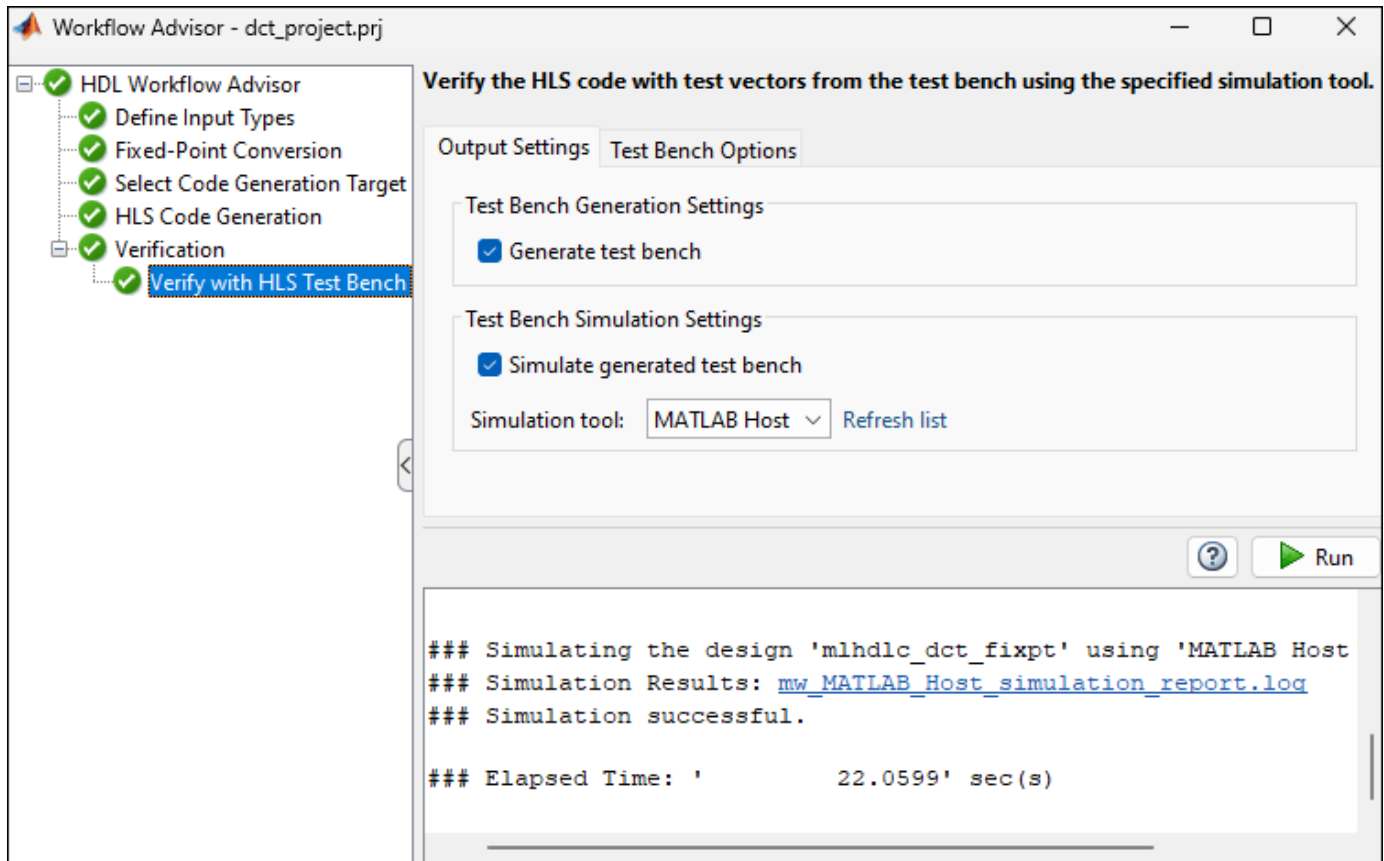 Workflow Advisor - dct_project.prj
HDL Workflow Advisor
Define Input Types
Fixed-Point Conversion
Select Code Generation Target
HLS Code Generation
Verification
Verify with HLS Test Bench
Verify the HLS code with test vectors from the test bench using the specified simulation tool.
Output Settings Test Bench Options
Test Bench Generation Settings
Generate test bench
Test Bench Simulation Settings
Simulate generated test bench
Simulation tool: MATLAB Host Refresh list
? Run
### Simulating the design 'mlhdlc_dct_fixpt' using 'MATLAB Host
### Simulation Results: mw_MATLAB_Host_simulation_report.log
### Simulation successful.
### Elapsed Time: '         22.0599' sec(s)